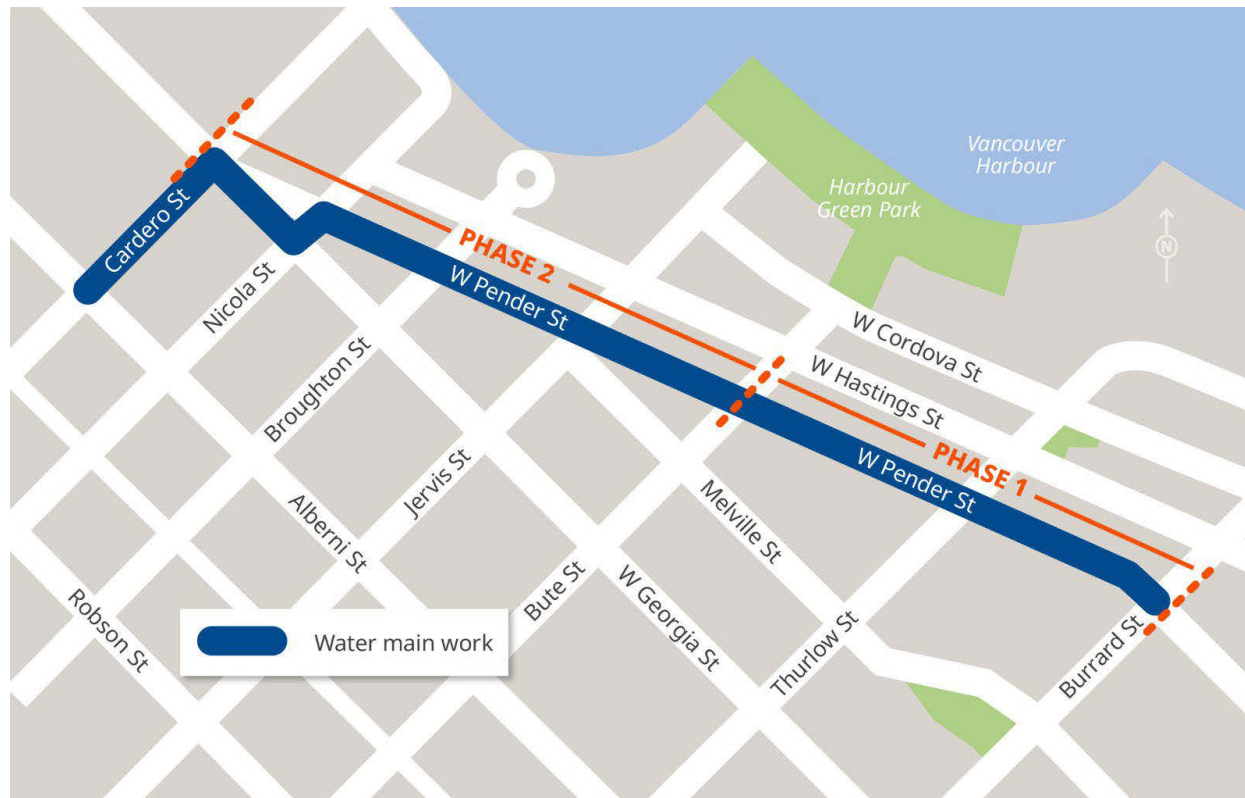 Vancouver
Harbour
Harbour
Green Park
N
Cardero St
PHASE 2
Nicola St
W Pender St
W Cordova St
Broughton St
W Hastings St
Jervis St
PHASE 1
W Pender St
Alberni St
Melville St
Bute St
W Georgia St
Robson St
Thurlow St
Burrard St
Water main work